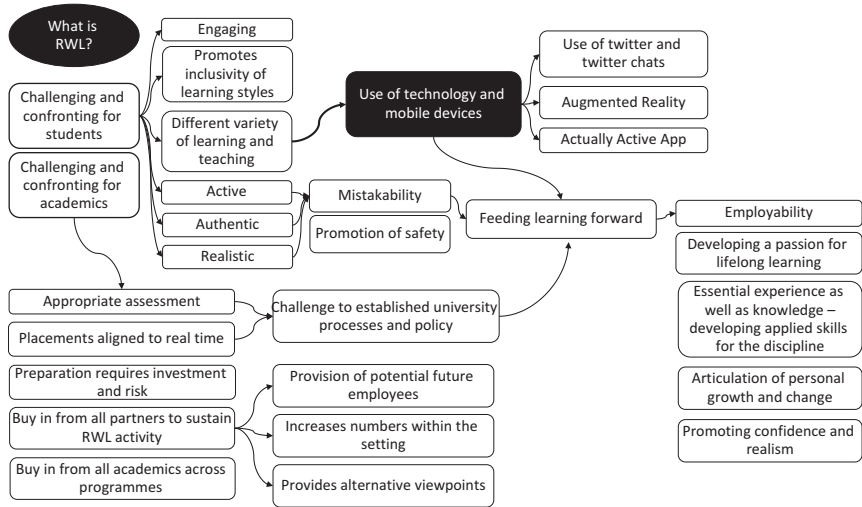 What is
RWL?
Challenging and
confronting for
students
Challenging and
confronting for
academics
Engaging
Promotes
inclusivity of
learning styles
Different variety
of learning and
teaching
Active
Authentic
Realistic
Mistakability
Promotion of safety
Use of technology and
mobile devices
Use of twitter and
twitter chats
Augmented Reality
Actually Active App
Feeding learning forward
Employability
Developing a passion for
lifelong learning
Essential experience as
well as knowledge –
developing applied skills
for the discipline
Articulation of personal
growth and change
Promoting confidence and
realism
Appropriate assessment
Placements aligned to real time
Challenge to established university
processes and policy
Preparation requires investment
and risk
Buy in from all partners to sustain
RWL activity
Buy in from all academics across
programmes
Provision of potential future
employees
Increases numbers within the
setting
Provides alternative viewpoints